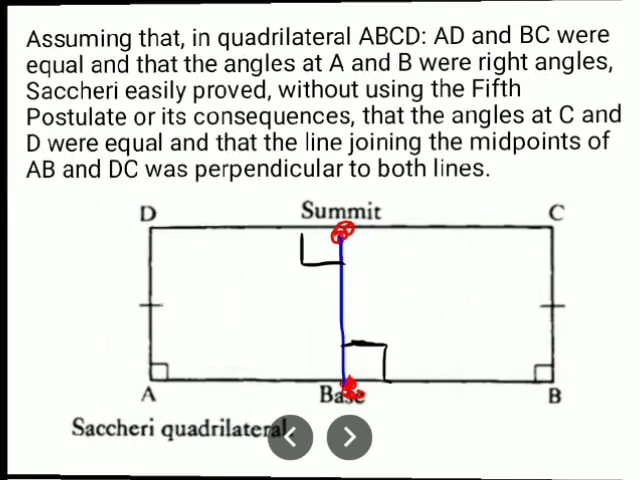 Assuming that, in quadrilateral ABCD: AD and BC were
equal and that the angles at A and B were right angles,
Saccheri easily proved, without using the Fifth
Postulate or its consequences, that the angles at C and
D were equal and that the line joining the midpoints of
AB and DC was perpendicular to both lines.
D Summit C
A Base B
Saccheri quadrilateral